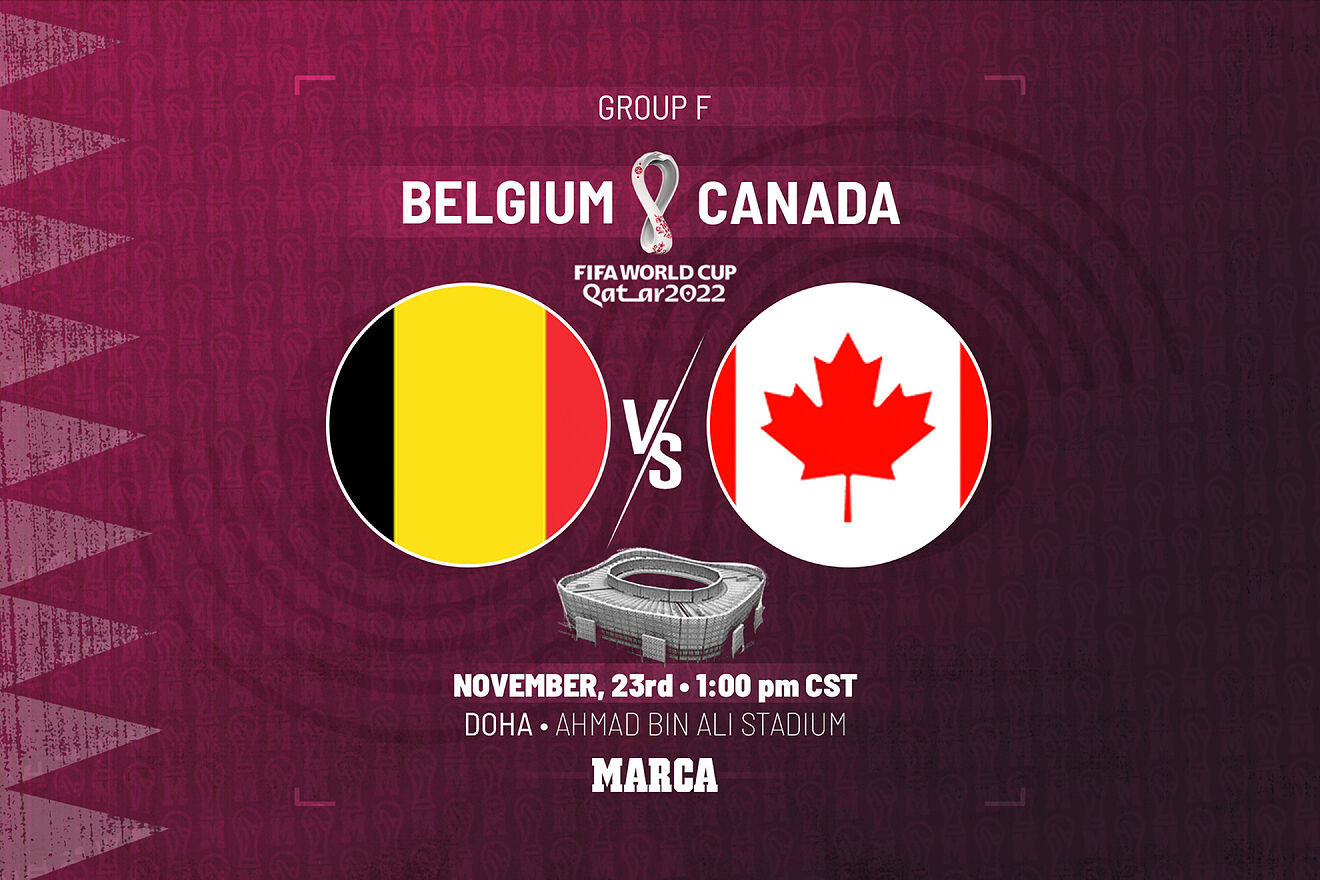 GROUP F
BELGIUM CANADA
FIFA WORLD CUP
Qatar2022
VS
NOVEMBER, 23rd • 1:00 pm CST
DOHA • AHMAD BIN ALI STADIUM
MARCA